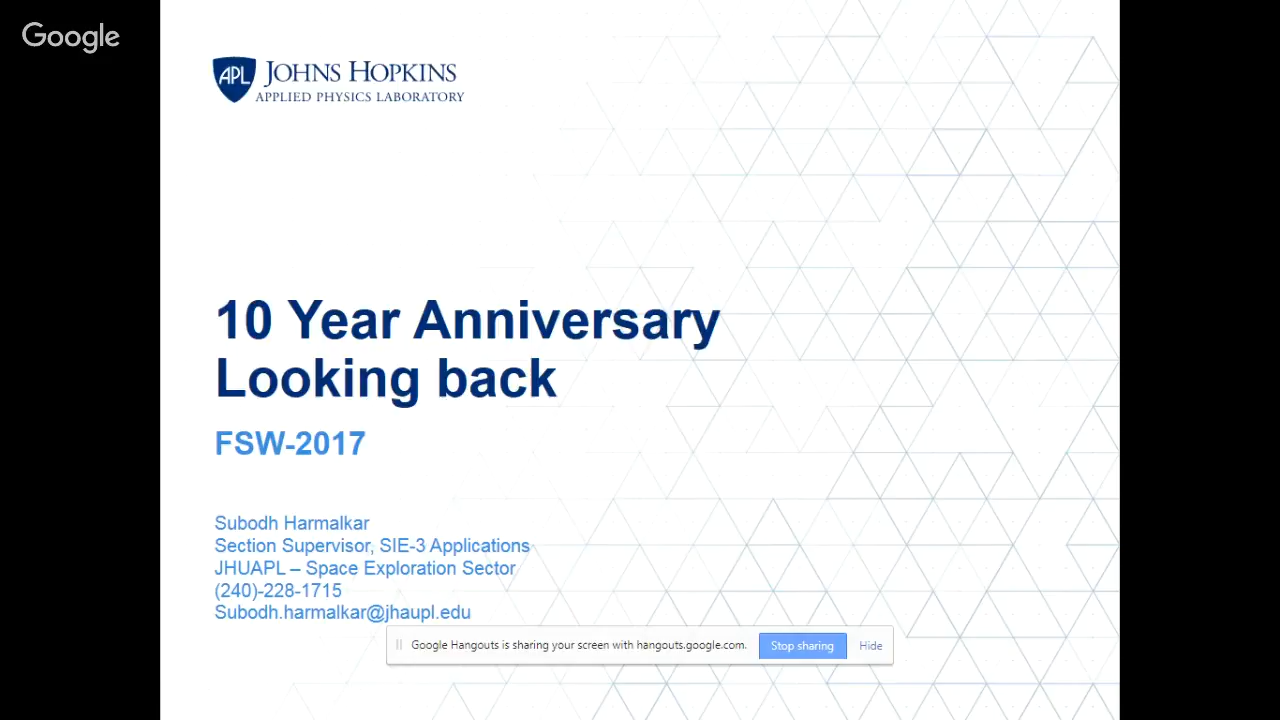 Google
APL
JOHNS HOPKINS
APPLIED PHYSICS LABORATORY
10 Year Anniversary
Looking back
FSW-2017
Subodh Harmalkar
Section Supervisor, SIE-3 Applications
JHUAPL – Space Exploration Sector
(240)-228-1715
Subodh.harmalkar@jhaupl.edu
Google Hangouts is sharing your screen with hangouts.google.com. Stop sharing Hide